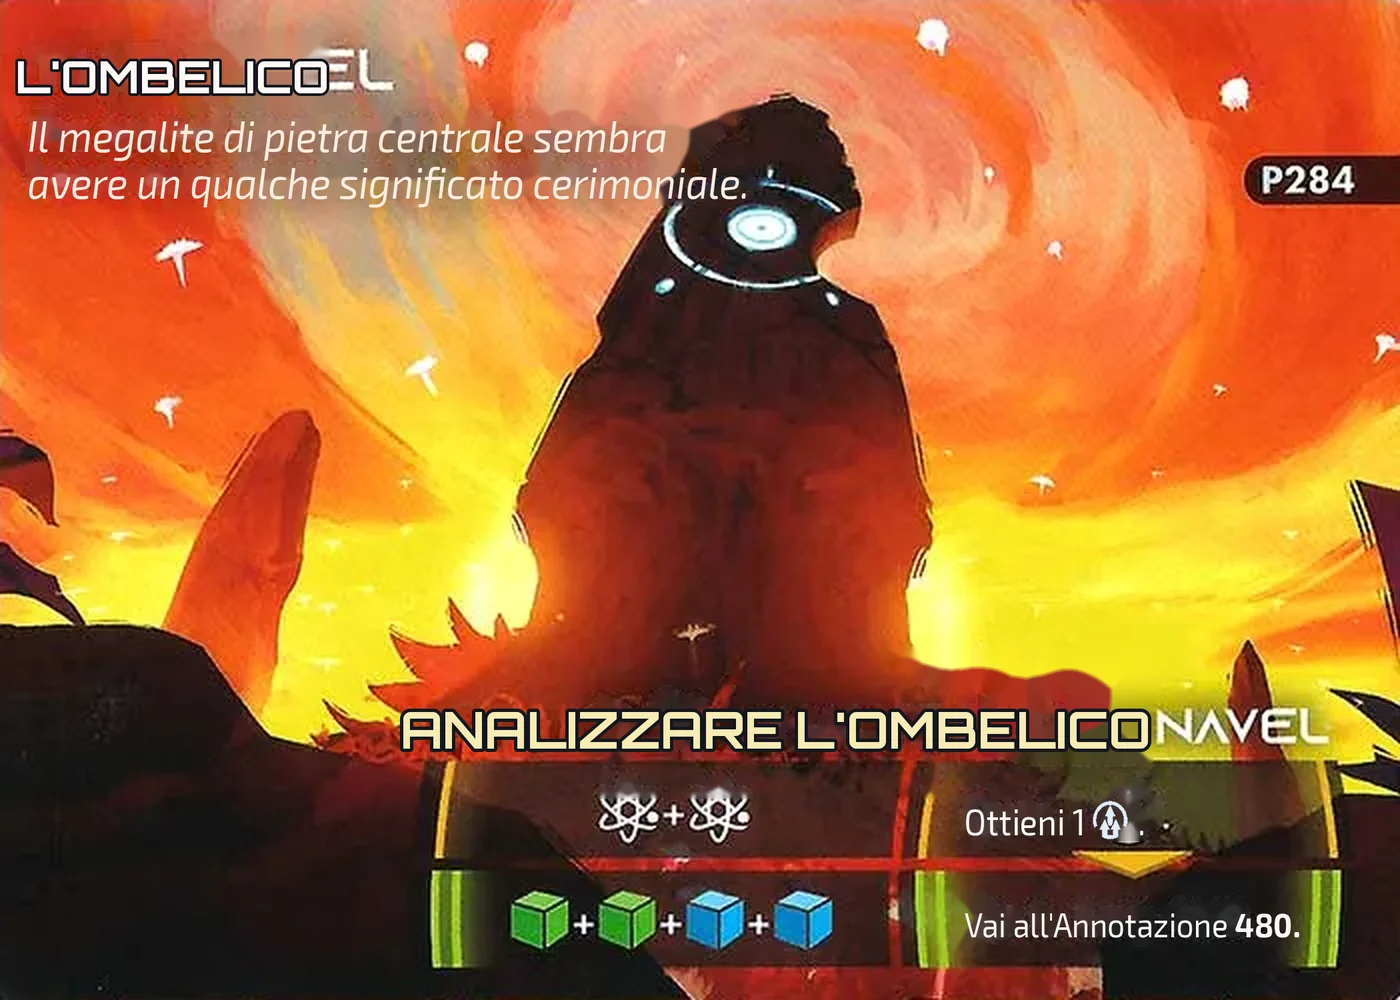 L'OMBELICO
EL
Il megalite di pietra centrale sembra
avere un qualche significato cerimoniale.
P284
ANALIZZARE L'OMBELICO
NAVEL
+
Ottieni 1 .
+ + +
Vai all'Annotazione 480.